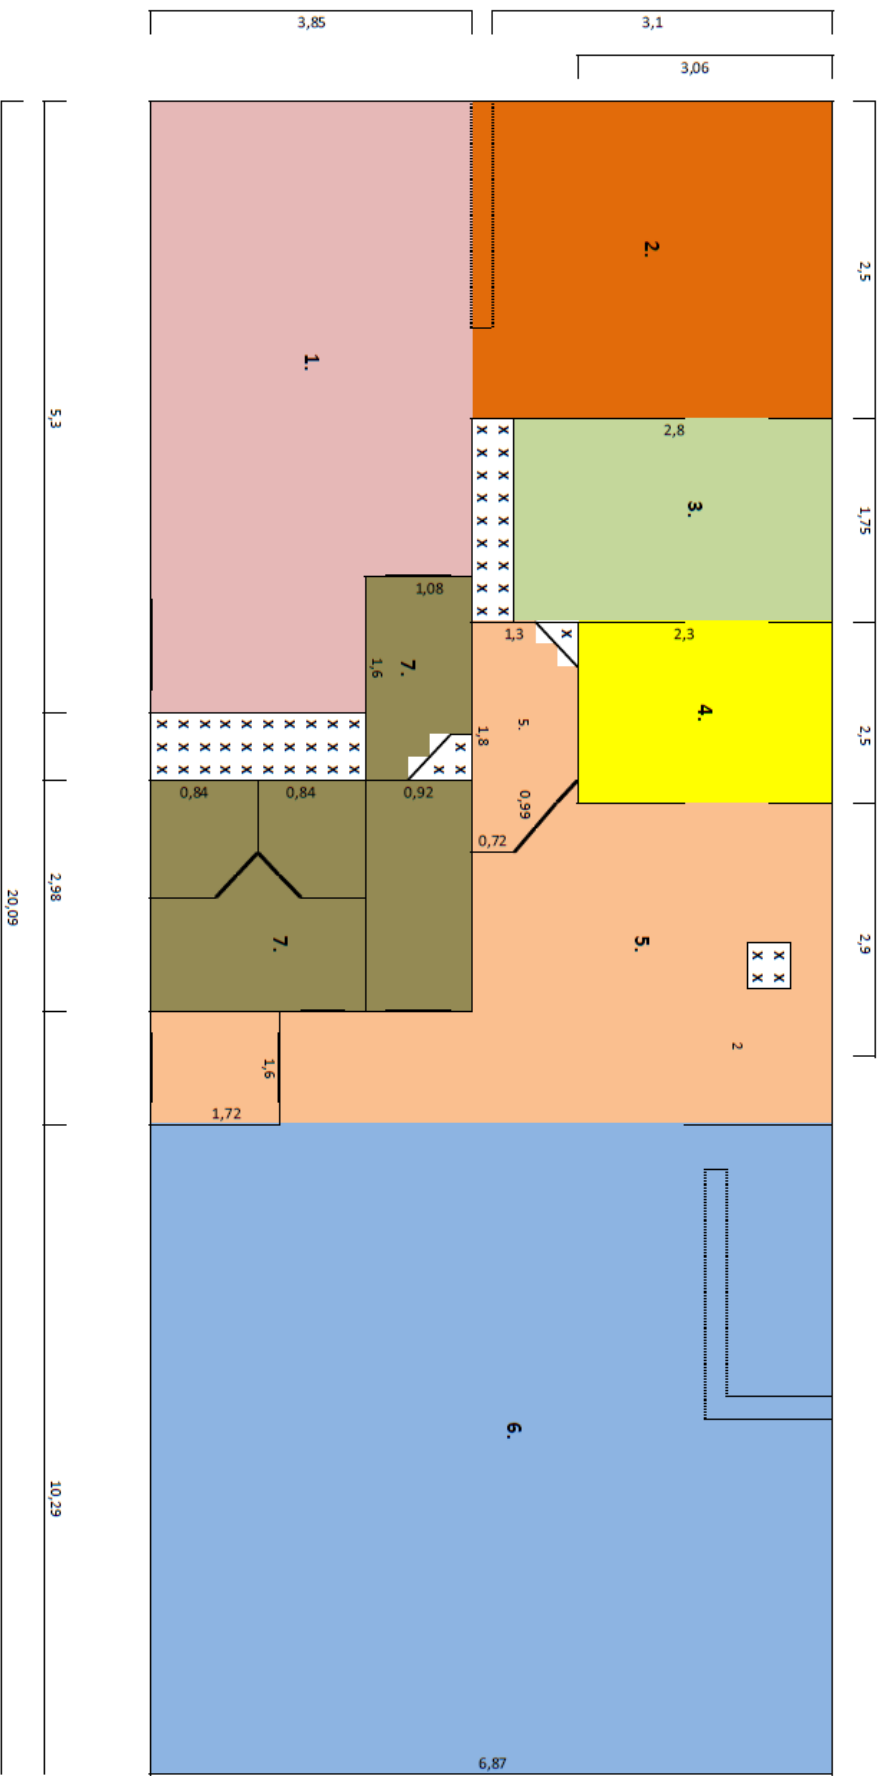 3,85
3,1
3,06
2.
2,5
1.
5,3
2,8
3.
1,75
x x
x x
x x
x x
x x
x x
x x
x x
x x
1,08
1,3
x
2,3
7.
1,6
4.
5.
1,8
2,5
x x x x x x x x x x
x x x x x x x x x x
x x x x x x x x x x
x
x x
0,84
0,84
0,92
0,99
0,72
2,98
20,09
7.
5.
2,9
x x
x x
2
1,6
1,72
6.
10,29
6,87